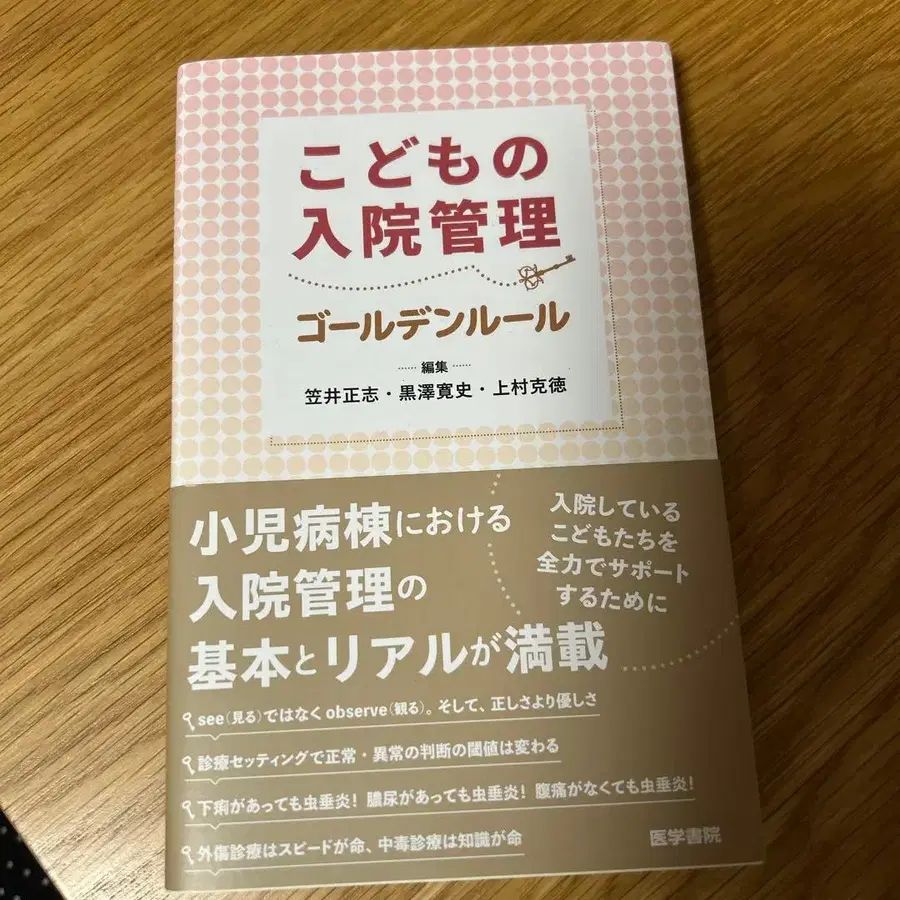 こどもの
入院管理
ゴールデンルール
…… 編集 ……
笠井正志・黒澤寛史・上村克徳
小児病棟における
入院管理の
基本とリアルが満載
入院している
こどもたちを
全力でサポート
するために
see（見る）ではなくobserve（観る）。そして、正しさより優しさ
診療セッティングで正常・異常の判断の閾値は変わる
下痢があっても虫垂炎！ 膿尿があっても虫垂炎！ 腹痛がなくても虫垂炎！
外傷診療はスピードが命、中毒診療は知識が命
医学書院